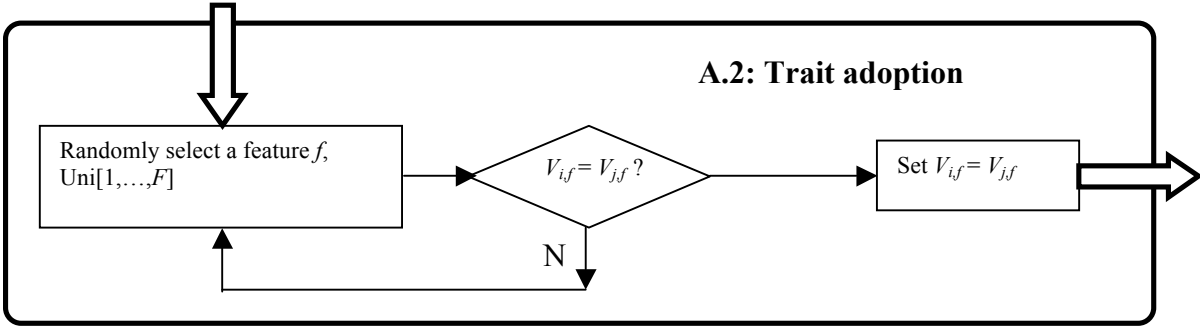 A.2: Trait adoption
Randomly select a feature f,
Uni[1,…,F]
V_{i,f} = V_{j,f} ?
Set V_{i,f} = V_{j,f}
N